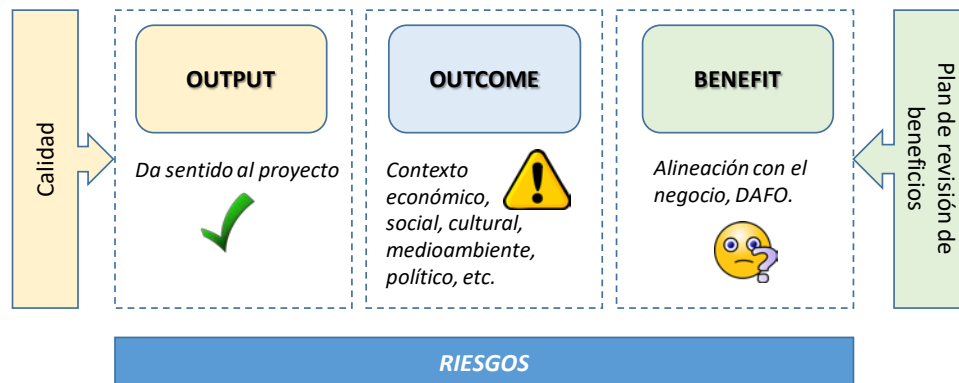 Calidad
OUTPUT
Da sentido al proyecto
OUTCOME
Contexto
económico,
social, cultural,
medioambiente,
político, etc.
BENEFIT
Alineación con el
negocio, DAFO.
Plan de revisión de
beneficios
RIESGOS